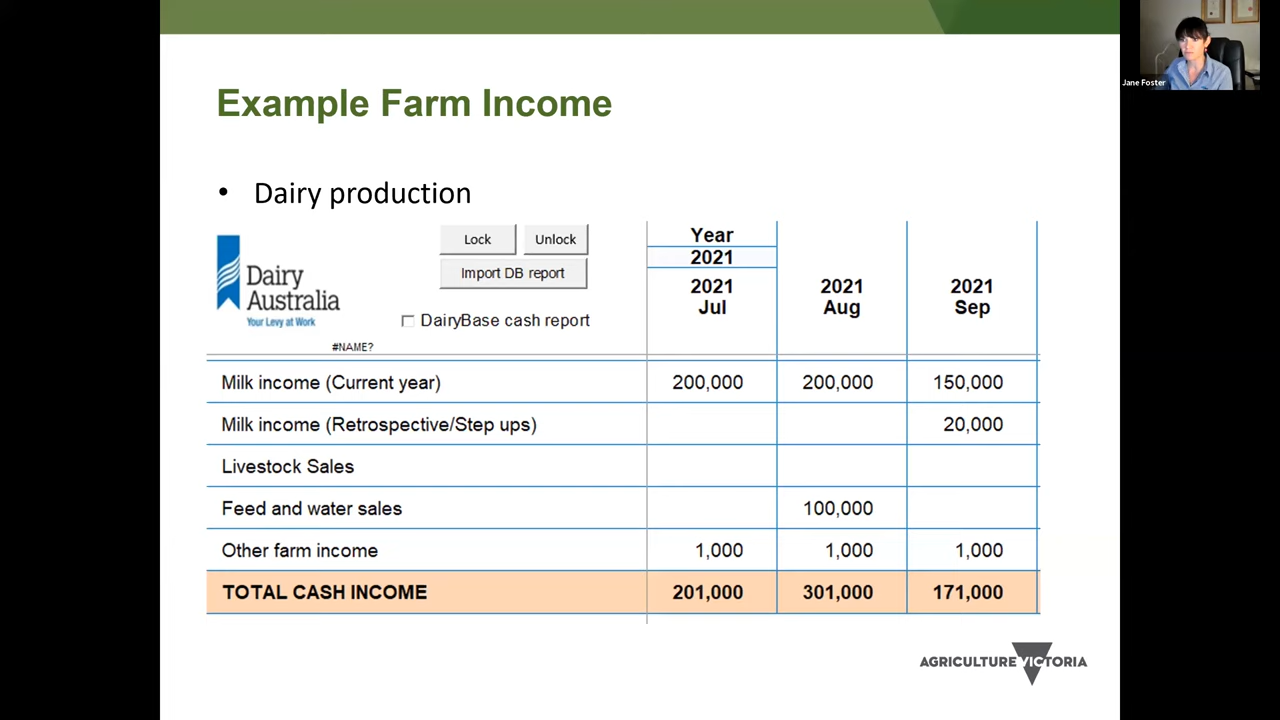 Jane Foster
Example Farm Income
• Dairy production
Lock Unlock
Import DB report
Dairy
Australia
Your Levy at Work
DairyBase cash report
#NAME?
Year
2021
2021 2021 2021
Jul Aug Sep
Milk income (Current year) 200,000 200,000 150,000
Milk income (Retrospective/Step ups) 20,000
Livestock Sales
Feed and water sales 100,000
Other farm income 1,000 1,000 1,000
TOTAL CASH INCOME 201,000 301,000 171,000
AGRICULTURE VICTORIA